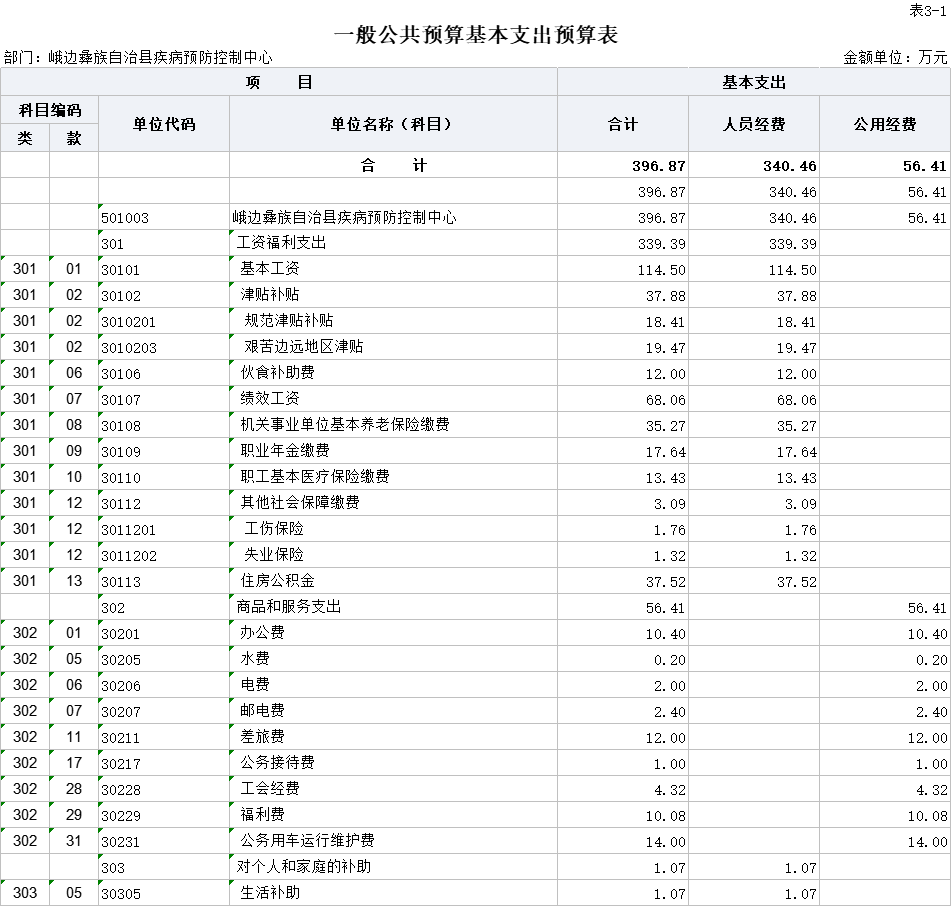 表3-1
一般公共预算基本支出预算表
部门：峨边彝族自治县疾病预防控制中心 金额单位：万元
项 目 基本支出
科目编码 单位代码 单位名称（科目） 合计 人员经费 公用经费
类 款
合 计 396.87 340.46 56.41
396.87 340.46 56.41
501003 峨边彝族自治县疾病预防控制中心 396.87 340.46 56.41
301 工资福利支出 339.39 339.39
301 01 30101 基本工资 114.50 114.50
301 02 30102 津贴补贴 37.88 37.88
301 02 3010201 规范津贴补贴 18.41 18.41
301 02 3010203 艰苦边远地区津贴 19.47 19.47
301 06 30106 伙食补助费 12.00 12.00
301 07 30107 绩效工资 68.06 68.06
301 08 30108 机关事业单位基本养老保险缴费 35.27 35.27
301 09 30109 职业年金缴费 17.64 17.64
301 10 30110 职工基本医疗保险缴费 13.43 13.43
301 12 30112 其他社会保障缴费 3.09 3.09
301 12 3011201 工伤保险 1.76 1.76
301 12 3011202 失业保险 1.32 1.32
301 13 30113 住房公积金 37.52 37.52
302 商品和服务支出 56.41 56.41
302 01 30201 办公费 10.40 10.40
302 05 30205 水费 0.20 0.20
302 06 30206 电费 2.00 2.00
302 07 30207 邮电费 2.40 2.40
302 11 30211 差旅费 12.00 12.00
302 17 30217 公务接待费 1.00 1.00
302 28 30228 工会经费 4.32 4.32
302 29 30229 福利费 10.08 10.08
302 31 30231 公务用车运行维护费 14.00 14.00
303 对个人和家庭的补助 1.07 1.07
303 05 30305 生活补助 1.07 1.07